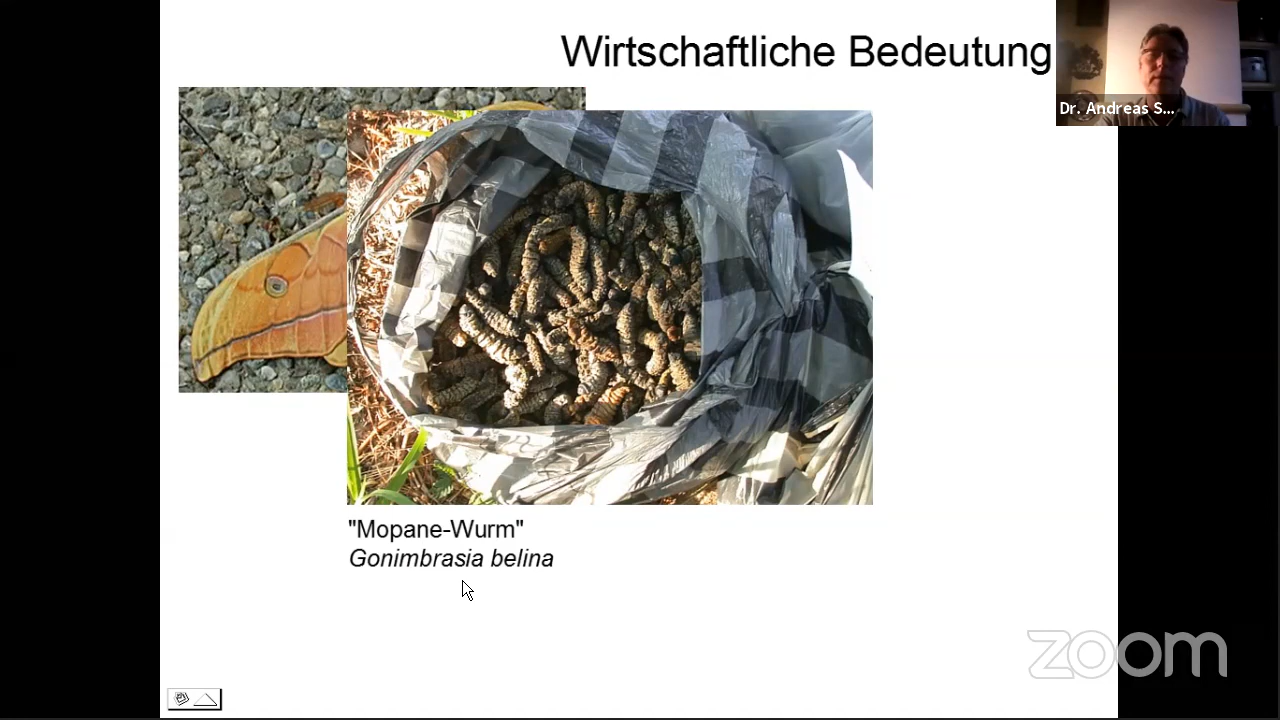 Wirtschaftliche Bedeutung
Dr. Andreas S...
"Mopane-Wurm"
Gonimbrasia belina
zoom